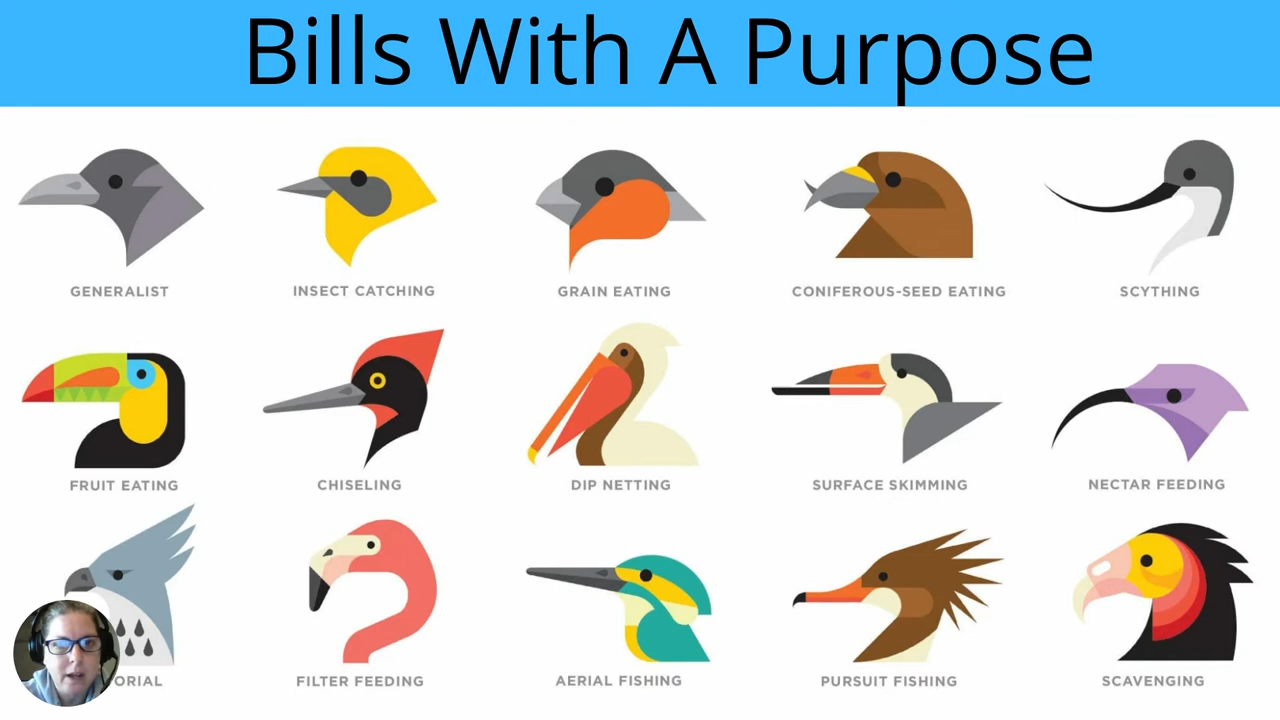 Bills With A Purpose
GENERALIST
INSECT CATCHING
GRAIN EATING
CONIFEROUS-SEED EATING
SCYTHING
FRUIT EATING
CHISELING
DIP NETTING
SURFACE SKIMMING
NECTAR FEEDING
ORIAL
FILTER FEEDING
AERIAL FISHING
PURSUIT FISHING
SCAVENGING